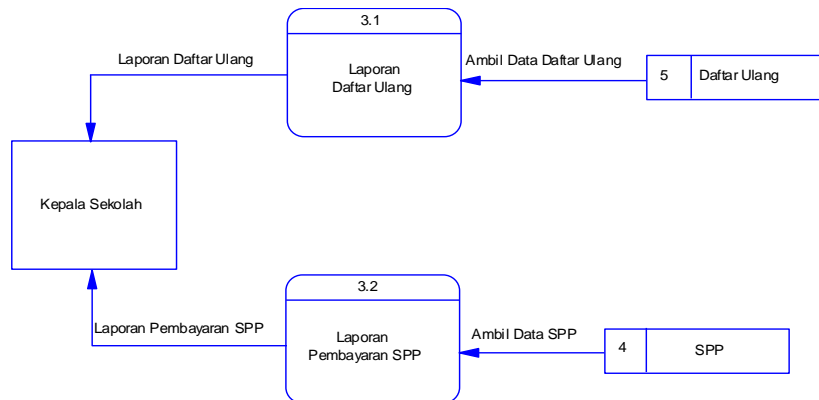 3.1
Laporan Daftar Ulang
Laporan
Daftar Ulang
Ambil Data Daftar Ulang
5
Daftar Ulang
Kepala Sekolah
3.2
Laporan Pembayaran SPP
Laporan
Pembayaran SPP
Ambil Data SPP
4
SPP